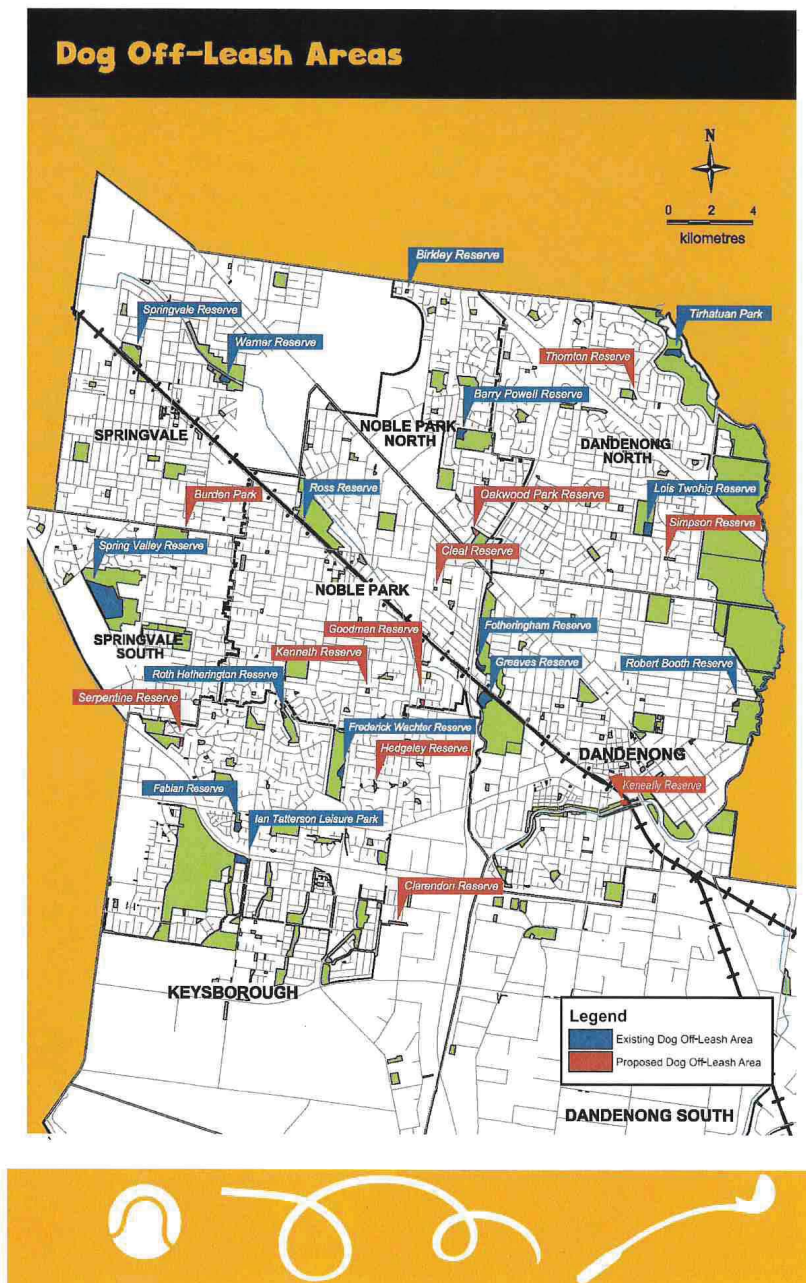 Dog Off-Leash Areas
N
0 2 4
kilometres
Birkley Reserve
Springvale Reserve
Tirhatuan Park
Warner Reserve
Thornton Reserve
Barry Powell Reserve
SPRINGVALE
NOBLE PARK
NORTH
DANDENONG
NORTH
Burden Park
Ross Reserve
Oakwood Park Reserve
Lois Twohig Reserve
Simpson Reserve
Spring Valley Reserve
Cleal Reserve
NOBLE PARK
Goodman Reserve
Fotheringham Reserve
SPRINGVALE
SOUTH
Kenneth Reserve
Greaves Reserve
Robert Booth Reserve
Roth Hetherington Reserve
Serpentine Reserve
Frederick Wachter Reserve
Hedgeley Reserve
DANDENONG
Fabian Reserve
Keneally Reserve
Ian Tatterson Leisure Park
Clarendon Reserve
KEYSBOROUGH
Legend
Existing Dog Off-Leash Area
Proposed Dog Off-Leash Area
DANDENONG SOUTH